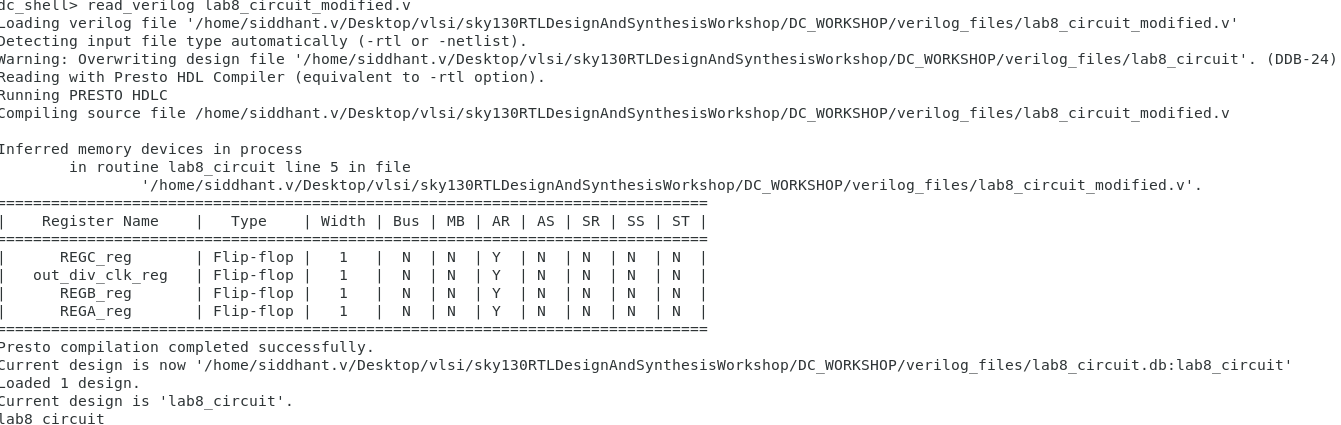 dc_shell> read_verilog lab8_circuit_modified.v
Loading verilog file '/home/siddhant.v/Desktop/vlsi/sky130RTLDesignAndSynthesisWorkshop/DC_WORKSHOP/verilog_files/lab8_circuit_modified.v'
Detecting input file type automatically (-rtl or -netlist).
Warning: Overwriting design file '/home/siddhant.v/Desktop/vlsi/sky130RTLDesignAndSynthesisWorkshop/DC_WORKSHOP/verilog_files/lab8_circuit'. (DDB-24)
Reading with Presto HDL Compiler (equivalent to -rtl option).
Running PRESTO HDLC
Compiling source file /home/siddhant.v/Desktop/vlsi/sky130RTLDesignAndSynthesisWorkshop/DC_WORKSHOP/verilog_files/lab8_circuit_modified.v

Inferred memory devices in process
        in routine lab8_circuit line 5 in file
                '/home/siddhant.v/Desktop/vlsi/sky130RTLDesignAndSynthesisWorkshop/DC_WORKSHOP/verilog_files/lab8_circuit_modified.v'.
===============================================================================
|    Register Name    |   Type    | Width | Bus | MB | AR | AS | SR | SS | ST |
===============================================================================
|      REGC_reg       | Flip-flop |   1   |  N  | N  | Y  | N  | N  | N  | N  |
|   out_div_clk_reg   | Flip-flop |   1   |  N  | N  | Y  | N  | N  | N  | N  |
|      REGB_reg       | Flip-flop |   1   |  N  | N  | Y  | N  | N  | N  | N  |
|      REGA_reg       | Flip-flop |   1   |  N  | N  | Y  | N  | N  | N  | N  |
===============================================================================
Presto compilation completed successfully.
Current design is now '/home/siddhant.v/Desktop/vlsi/sky130RTLDesignAndSynthesisWorkshop/DC_WORKSHOP/verilog_files/lab8_circuit.db:lab8_circuit'
Loaded 1 design.
Current design is 'lab8_circuit'.
lab8_circuit